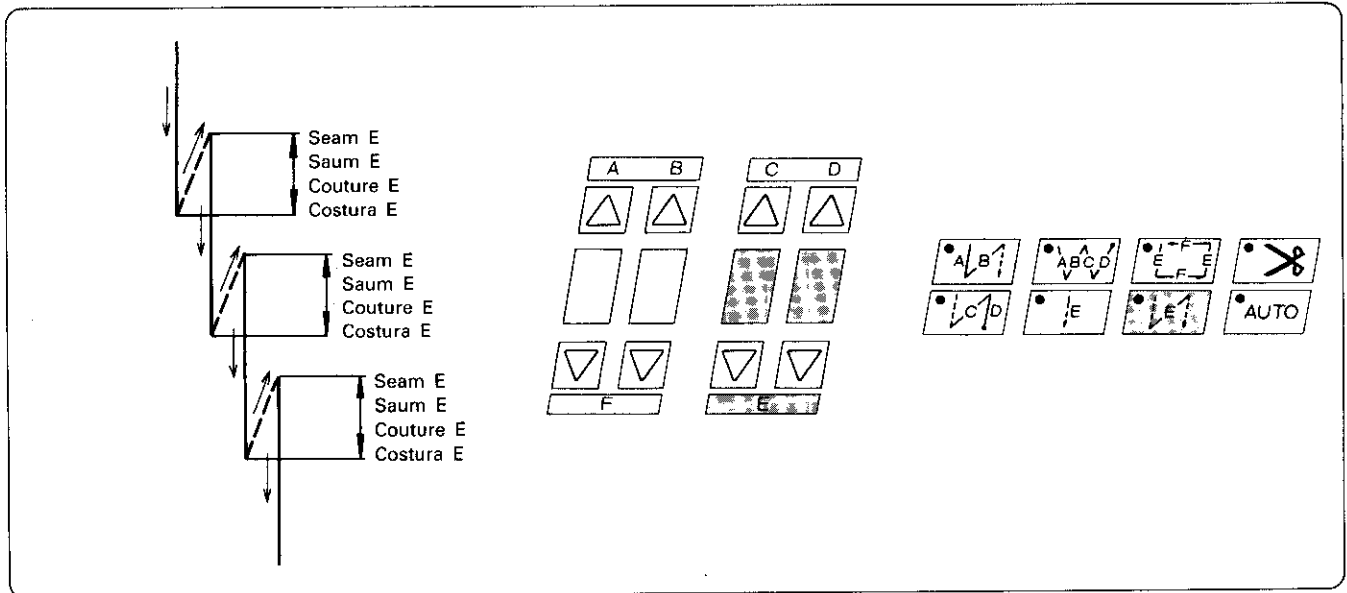 Seam E
Saum E
Couture E
Costura E
Seam E
Saum E
Couture E
Costura E
Seam E
Saum E
Couture E
Costura E
A B
C D
F
E
A B
A B C D
F
E E
F
C D
E
E
AUTO